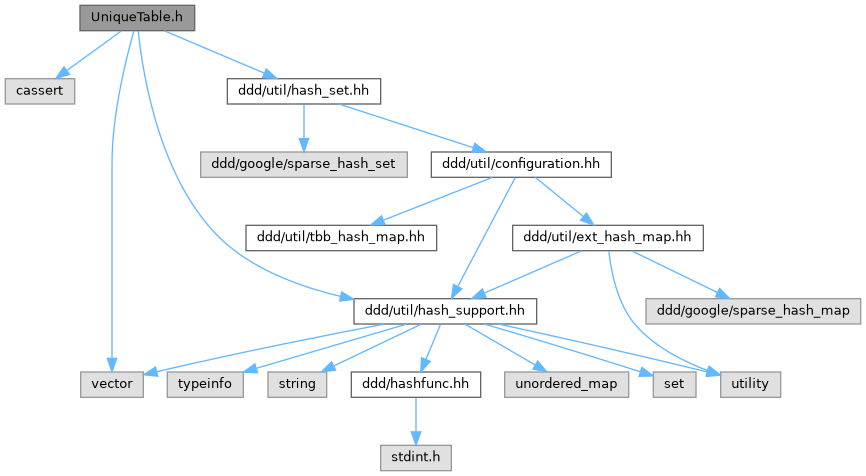 UniqueTable.h
cassert
ddd/util/hash_set.hh
ddd/google/sparse_hash_set
ddd/util/configuration.hh
ddd/util/tbb_hash_map.hh
ddd/util/ext_hash_map.hh
ddd/util/hash_support.hh
ddd/google/sparse_hash_map
vector
typeinfo
string
ddd/hashfunc.hh
unordered_map
set
utility
stdint.h